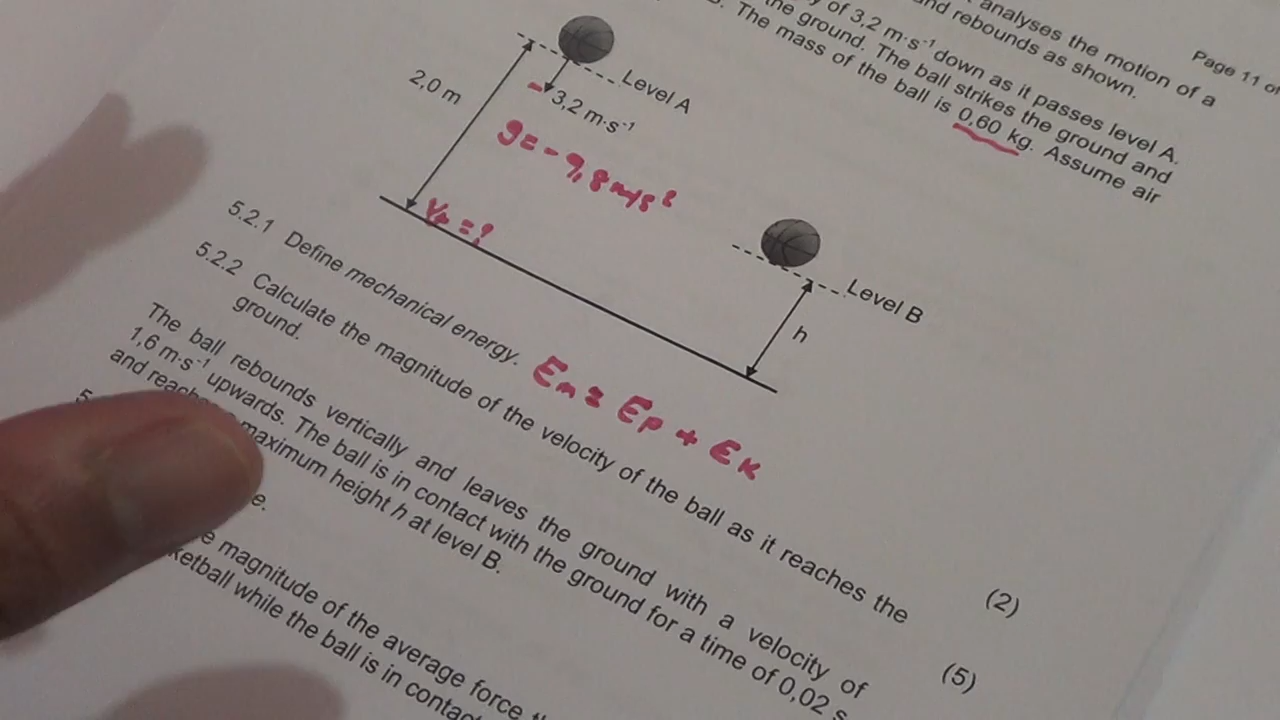 Page 11 of
analyses the motion of a
and rebounds as shown.
of 3,2 m·s⁻¹ down as it passes level A.
the ground. The ball strikes the ground and
The mass of the ball is 0,60 kg. Assume air
Level A
2,0 m
- 3,2 m·s⁻¹
g = - 9,8 m/s²
Vf = ?
Level B
h
5.2.1 Define mechanical energy.
Em = Ep + Ek
(2)
5.2.2 Calculate the magnitude of the velocity of the ball as it reaches the
ground.
(5)
The ball rebounds vertically and leaves the ground with a velocity of
1,6 m·s⁻¹ upwards. The ball is in contact with the ground for a time of 0,02 s
and maximum height h at level B.
magnitude of the average force
while the ball is in